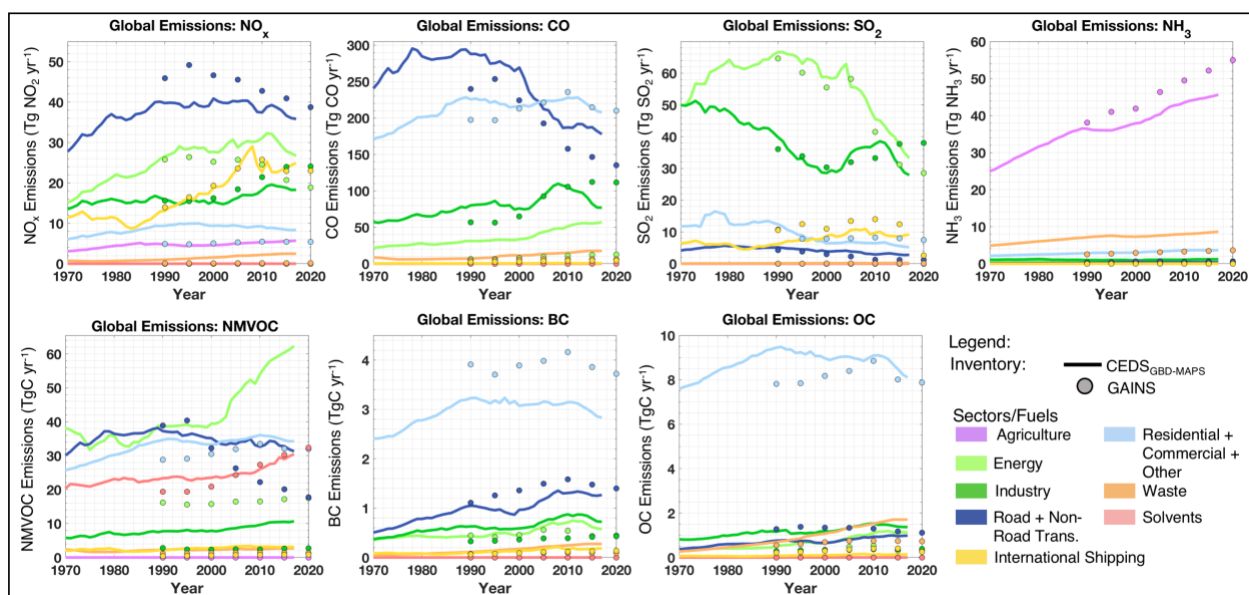 Global Emissions: NOx
Global Emissions: CO
Global Emissions: SO2
Global Emissions: NH3
NOx Emissions (Tg NO2 yr-1)
50
40
30
20
10
0
1970 1980 1990 2000 2010 2020
Year
CO Emissions (Tg CO yr-1)
300
250
200
150
100
50
0
1970 1980 1990 2000 2010 2020
Year
SO2 Emissions (Tg SO2 yr-1)
60
50
40
30
20
10
0
1970 1980 1990 2000 2010 2020
Year
NH3 Emissions (Tg NH3 yr-1)
60
50
40
30
20
10
0
1970 1980 1990 2000 2010 2020
Year
Global Emissions: NMVOC
Global Emissions: BC
Global Emissions: OC
NMVOC Emissions (TgC yr-1)
60
50
40
30
20
10
0
1970 1980 1990 2000 2010 2020
Year
BC Emissions (TgC yr-1)
4
3
2
1
0
1970 1980 1990 2000 2010 2020
Year
OC Emissions (TgC yr-1)
10
8
6
4
2
0
1970 1980 1990 2000 2010 2020
Year
Legend:
Inventory:
CEDSGBD-MAPS
GAINS
Sectors/Fuels
Agriculture
Energy
Industry
Road + Non-
Road Trans.
International Shipping
Residential +
Commercial +
Other
Waste
Solvents